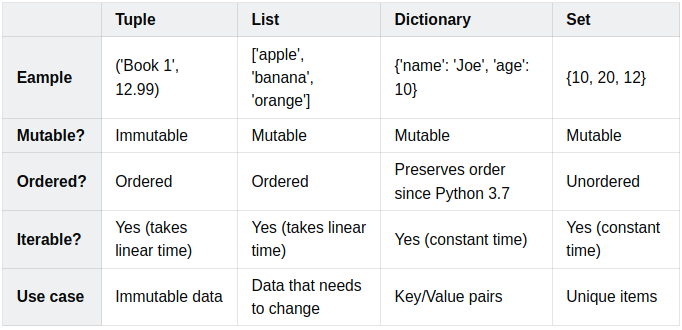 Tuple List Dictionary Set
Eample ('Book 1', 12.99) ['apple', 'banana', 'orange'] {'name': 'Joe', 'age': 10} {10, 20, 12}
Mutable? Immutable Mutable Mutable Mutable
Ordered? Ordered Ordered Preserves order since Python 3.7 Unordered
Iterable? Yes (takes linear time) Yes (takes linear time) Yes (constant time) Yes (constant time)
Use case Immutable data Data that needs to change Key/Value pairs Unique items